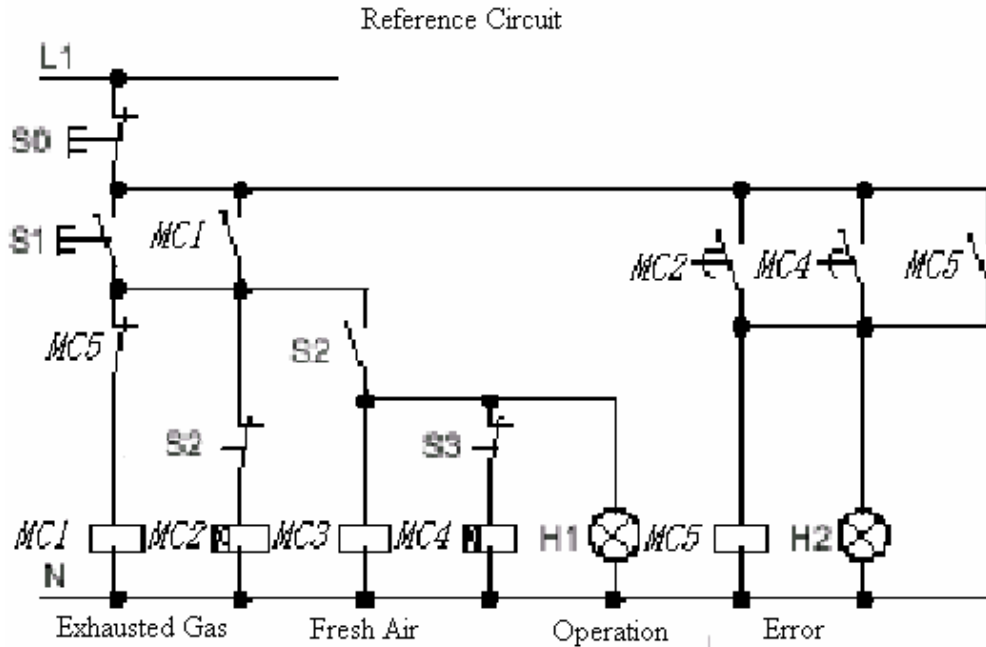 Reference Circuit
L1
S0
S1
MC1
MC2
MC4
MC5
MC5
S2
S2
S3
MC1
MC2
MC3
MC4
H1
MC5
H2
N
Exhausted Gas
Fresh Air
Operation
Error